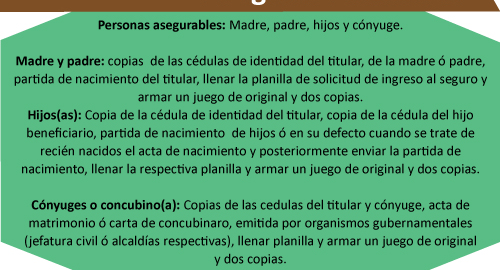 Personas asegurables: Madre, padre, hijos y cónyuge.
Madre y padre: copias de las cédulas de identidad del titular, de la madre ó padre,
partida de nacimiento del titular, llenar la planilla de solicitud de ingreso al seguro y
armar un juego de original y dos copias.
Hijos(as): Copia de la cédula de identidad del titular, copia de la cédula del hijo
beneficiario, partida de nacimiento de hijos ó en su defecto cuando se trate de
recién nacidos el acta de nacimiento y posteriormente enviar la partida de
nacimiento, llenar la respectiva planilla y armar un juego de original y dos copias.
Cónyuges o concubino(a): Copias de las cedulas del titular y cónyuge, acta de
matrimonio ó carta de concubinaro, emitida por organismos gubernamentales
(jefatura civil ó alcaldías respectivas), llenar planilla y armar un juego de original
y dos copias.